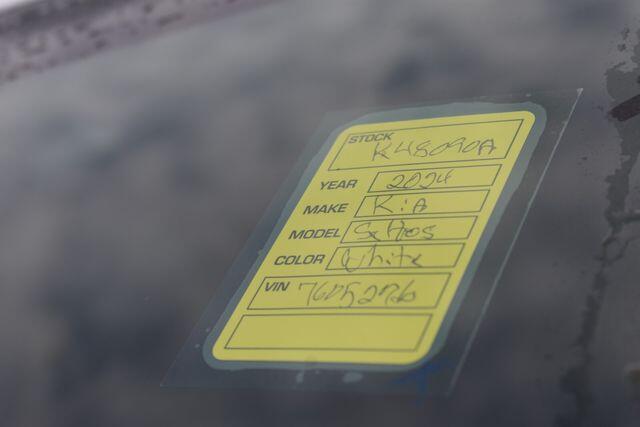 STOCK K48090A
YEAR 2024
MAKE KiA
MODEL Seltos
COLOR White
VIN 7605276